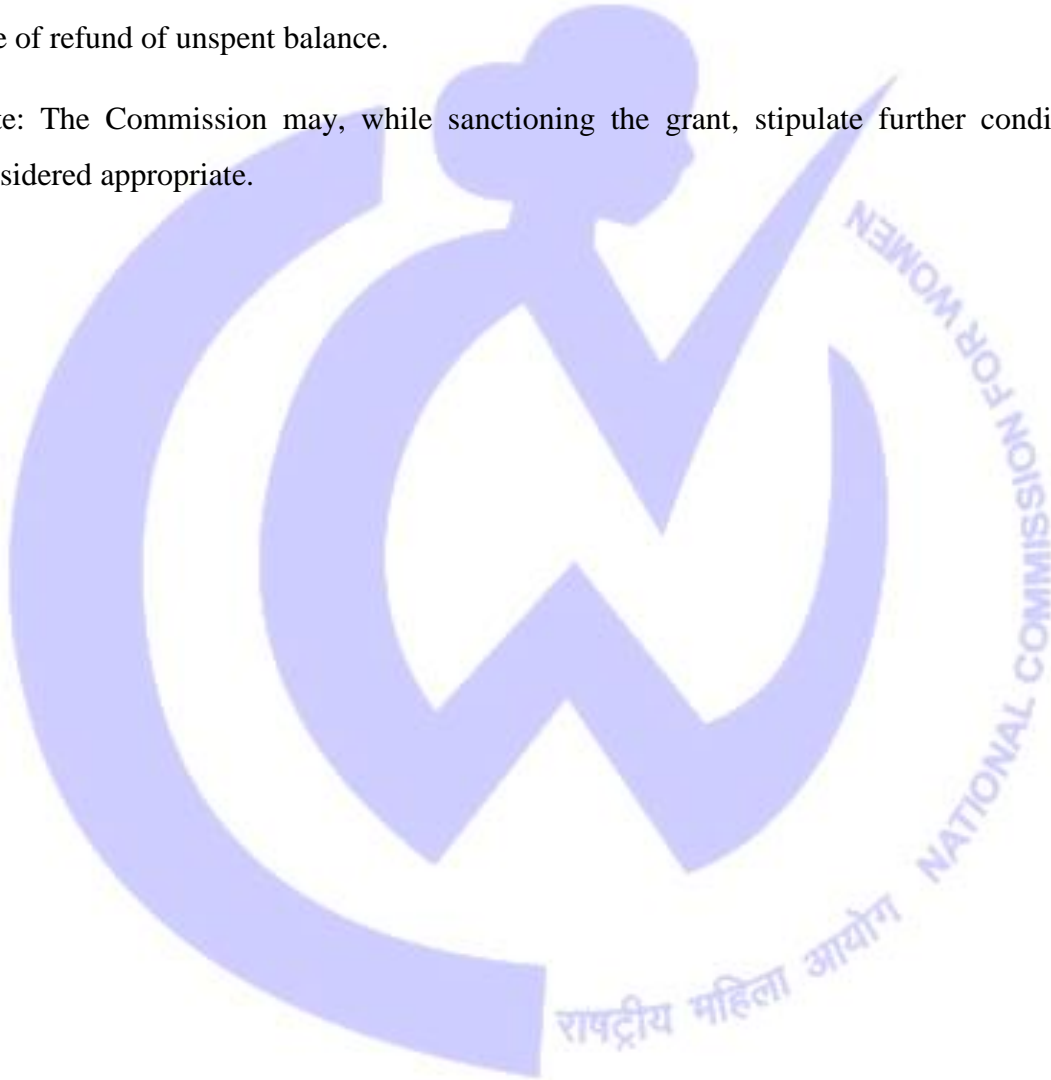 e of refund of unspent balance.
te: The Commission may, while sanctioning the grant, stipulate further condi
sidered appropriate.
राषट्रीय महिला आयोग NATIONAL COMMISSION FOR WOMEN